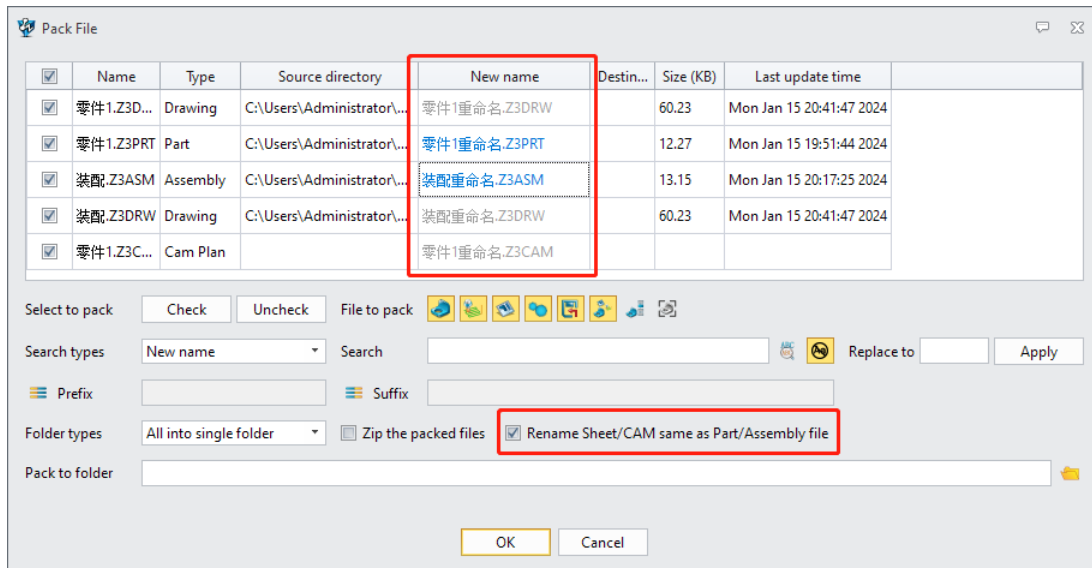 Pack File
Name Type Source directory New name Destin... Size (KB) Last update time
零件1.Z3D... Drawing C:\Users\Administrator\... 零件1重命名.Z3DRW 60.23 Mon Jan 15 20:41:47 2024
零件1.Z3PRT Part C:\Users\Administrator\... 零件1重命名.Z3PRT 12.27 Mon Jan 15 19:51:44 2024
装配.Z3ASM Assembly C:\Users\Administrator\... 装配重命名.Z3ASM 13.15 Mon Jan 15 20:17:25 2024
装配.Z3DRW Drawing C:\Users\Administrator\... 装配重命名.Z3DRW 60.23 Mon Jan 15 20:41:47 2024
零件1.Z3C... Cam Plan 零件1重命名.Z3CAM
Select to pack Check Uncheck File to pack
Search types New name Search Replace to Apply
Prefix Suffix
Folder types All into single folder Zip the packed files Rename Sheet/CAM same as Part/Assembly file
Pack to folder
OK Cancel